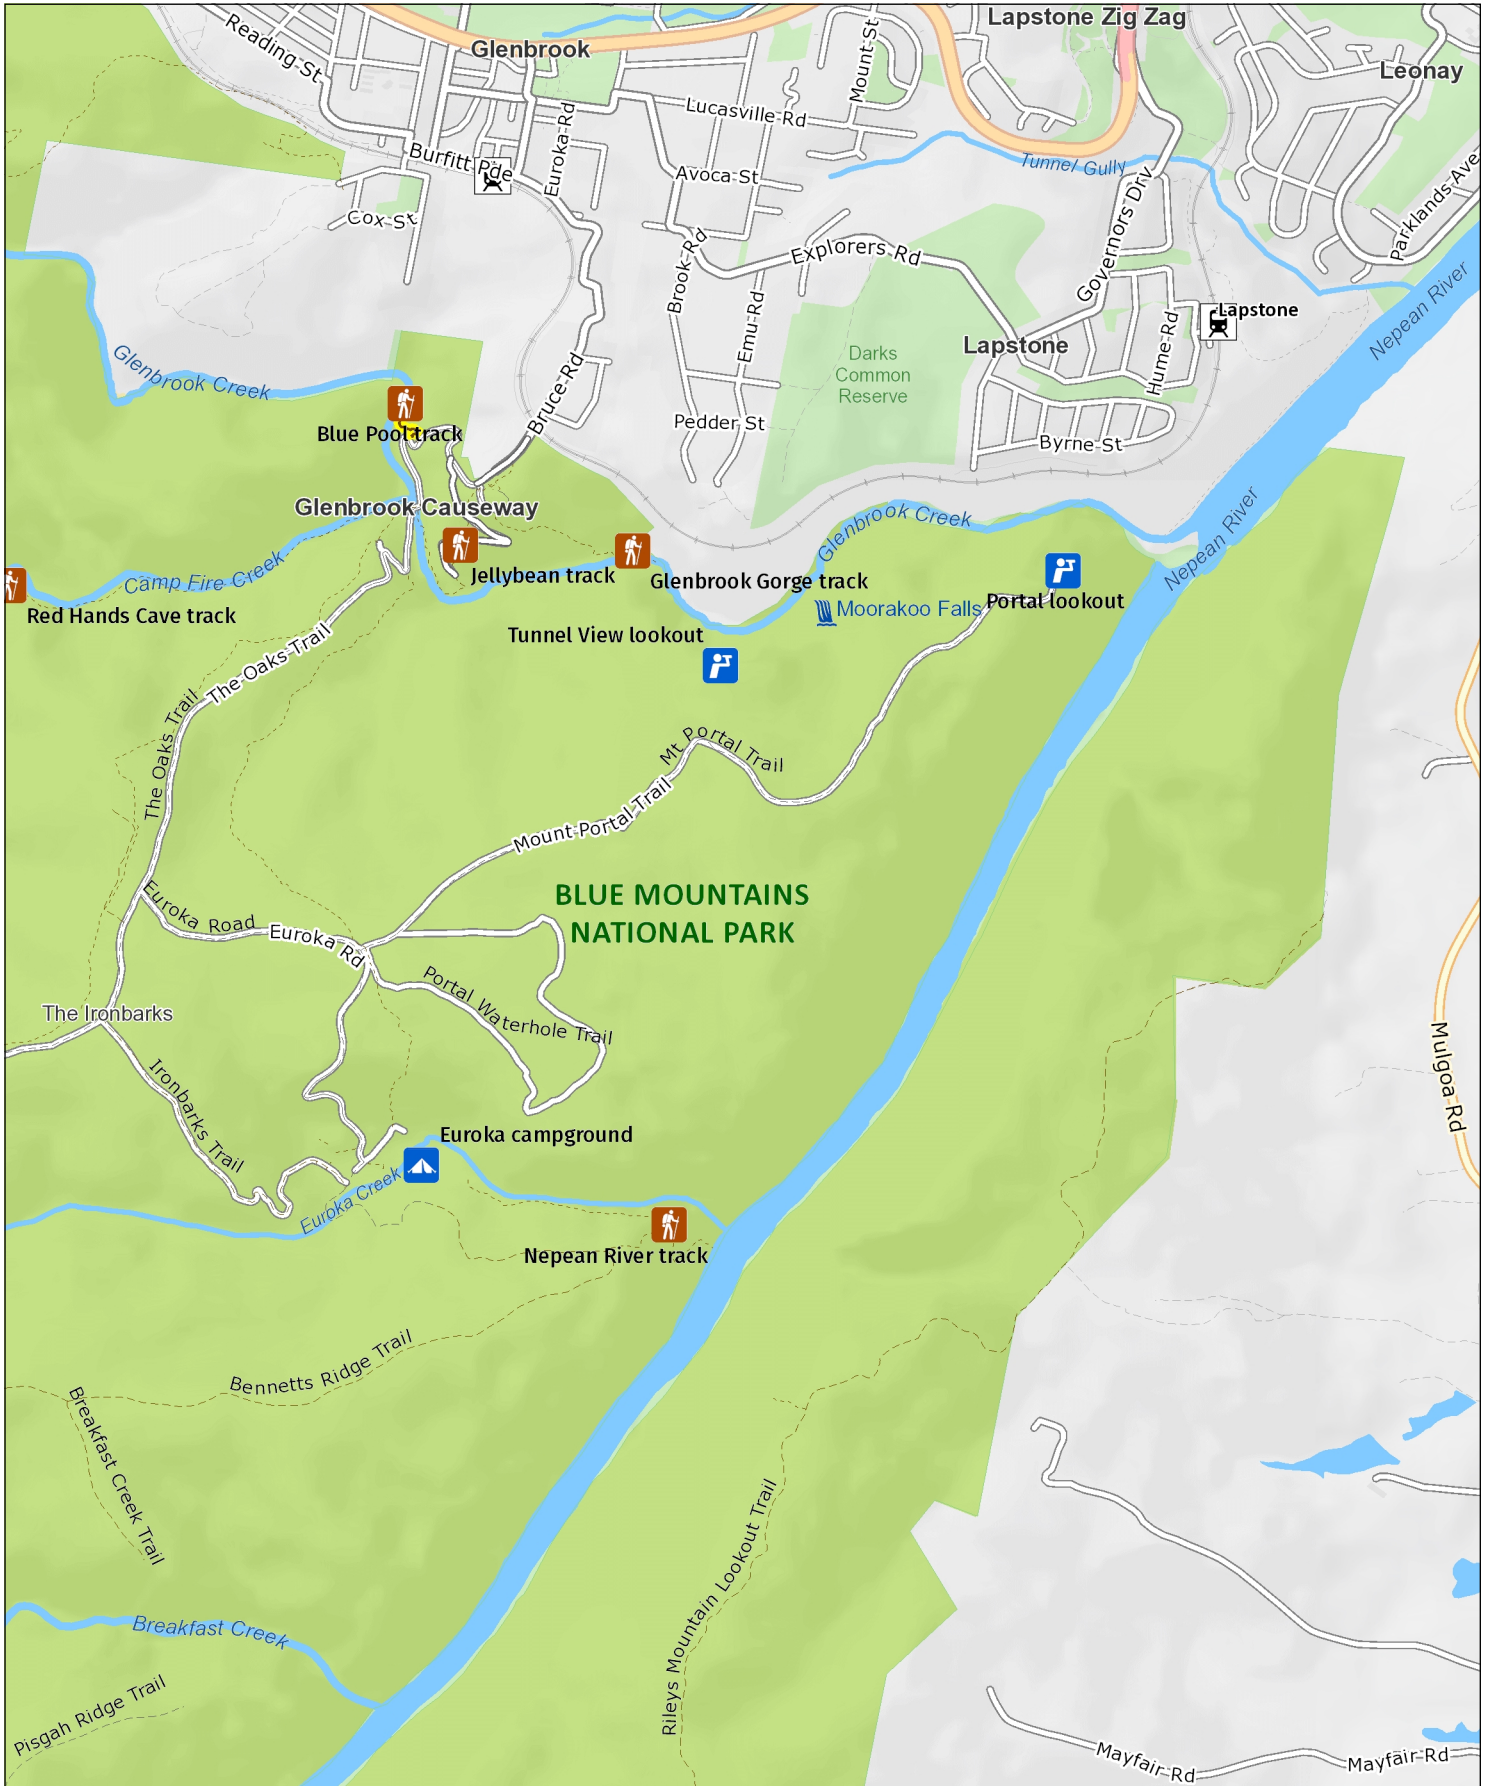 Lapstone Zig Zag
Reading St
Glenbrook
Mount St
Leonay
Lucasville Rd
Eureka Rd
Burfitt Pde
Tunnel Gully
Avoca St
Parklands Ave
Cox St
Governors Drv
Explorers Rd
Brook Rd
Nepean River
Emu Rd
Lapstone
Hume Rd
Lapstone
Glenbrook Creek
Darks
Common
Reserve
Bruce Rd
Pedder St
Blue Pool track
Byrne St
Glenbrook Causeway
Glenbrook Creek
Nepean River
Camp Fire Creek
Jellybean track
Glenbrook Gorge track
Red Hands Cave track
Moorakoo Falls
Portal lookout
Tunnel View lookout
The Oaks Trail
The Oaks Trail
Mt Portal Trail
Mount Portal Trail
BLUE MOUNTAINS
NATIONAL PARK
Euroka Road
Euroka Rd
Portal Waterhole Trail
The Ironbarks
Mulgoa Rd
Ironbarks Trail
Euroka campground
Euroka Creek
Nepean River track
Bennetts Ridge Trail
Breakfast Creek Trail
Rileys Mountain Lookout Trail
Breakfast Creek
Pisgah Ridge Trail
Mayfair Rd
Mayfair Rd